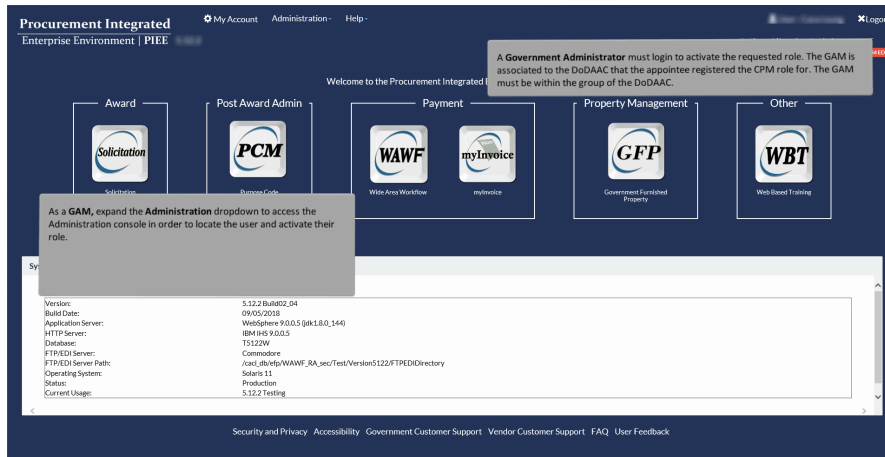 Procurement Integrated
Enterprise Environment | PIEE
My Account Administration Help
Logou
A Government Administrator must login to activate the requested role. The GAM is
associated to the DoDAAC that the appointee registered the CPM role for. The GAM
must be within the group of the DoDAAC.
Welcome to the Procurement Integrated E
Award
Post Award Admin
Payment
Property Management
Other
Solicitation
PCM
WAWF
myInvoice
GFP
WBT
Solicitation
Purpose Code
Wide Area Workflow
myInvoice
Government Furnished
Property
Web Based Training
As a GAM, expand the Administration dropdown to access the
Administration console in order to locate the user and activate their
role.
Sy
Version: 5.12.2 Build02_04
Build Date: 09/05/2018
Application Server: WebSphere 9.0.0.5 (jdk1.8.0_144)
HTTP Server: IBM IHS 9.0.0.5
Database: T5122W
FTP/EDI Server: Commodore
FTP/EDI Server Path: /caci_db/efp/WAWF_RA_sec/Test/Version5122/FTPEDIDirectory
Operating System: Solaris 11
Status: Production
Current Usage: 5.12.2 Testing
Security and Privacy Accessibility Government Customer Support Vendor Customer Support FAQ User Feedback